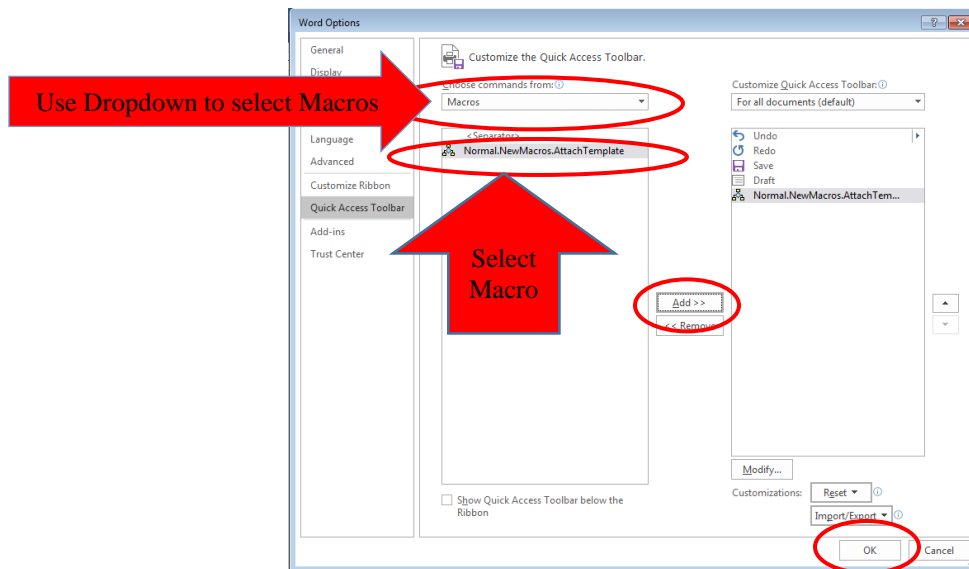 Word Options
General
Display
Customize the Quick Access Toolbar.
Choose commands from:
Customize Quick Access Toolbar:
Use Dropdown to select Macros
Macros
For all documents (default)
Language
Advanced
Customize Ribbon
Quick Access Toolbar
Add-ins
Trust Center
<Separator>
Normal.NewMacros.AttachTemplate
Undo
Redo
Save
Draft
Normal.NewMacros.AttachTem...
Select
Macro
Add >>
<< Remove
Modify...
Show Quick Access Toolbar below the
Ribbon
Customizations:
Reset
Import/Export
OK
Cancel